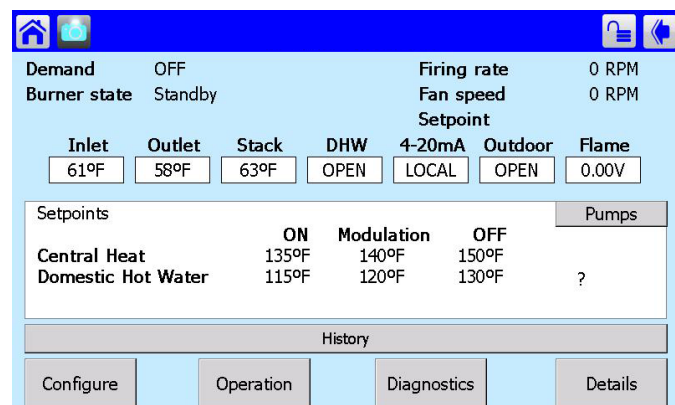 Demand OFF Firing rate 0 RPM
Burner state Standby Fan speed 0 RPM
Setpoint
Inlet Outlet Stack DHW 4-20mA Outdoor Flame
61ºF 58ºF 63ºF OPEN LOCAL OPEN 0.00V
Setpoints Pumps
ON Modulation OFF
Central Heat 135ºF 140ºF 150ºF
Domestic Hot Water 115ºF 120ºF 130ºF ?
History
Configure Operation Diagnostics Details